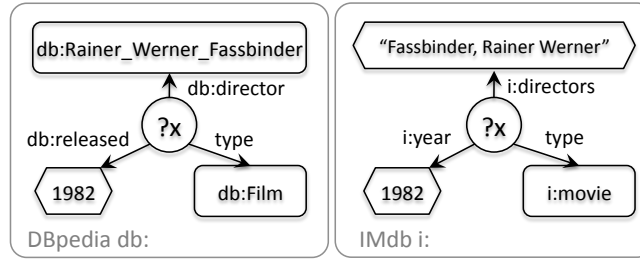 db:Rainer_Werner_Fassbinder
db:director
?x
db:released
type
1982
db:Film
DBpedia db:
“Fassbinder, Rainer Werner”
i:directors
?x
i:year
type
1982
i:movie
IMdb i: